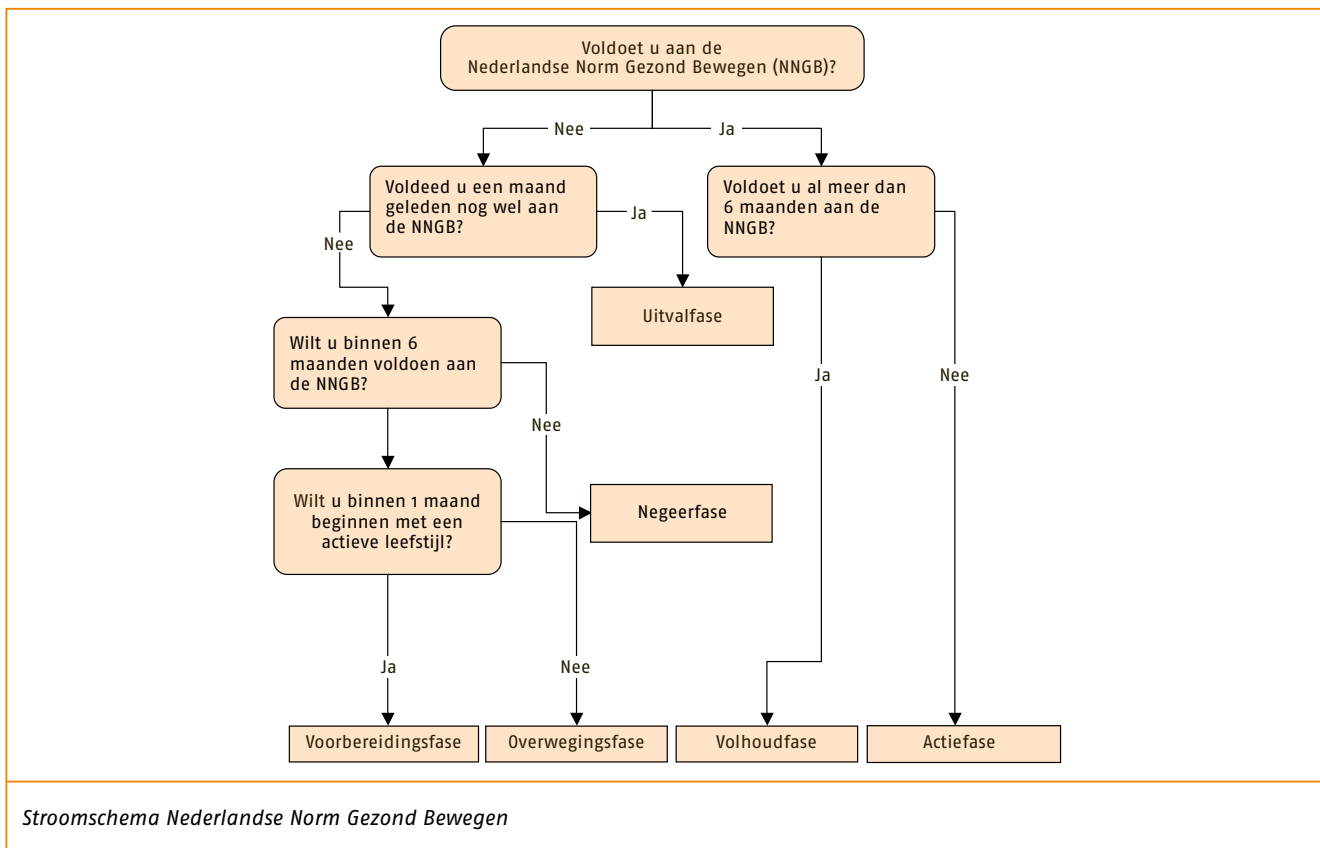 Voldoet u aan de
Nederlandse Norm Gezond Bewegen (NNGB)?
Nee
Ja
Voldeed u een maand
geleden nog wel aan
de NNGB?
Voldoet u al meer dan
6 maanden aan de
NNGB?
Ja
Nee
Uitvalfase
Wilt u binnen 6
maanden voldoen aan
de NNGB?
Ja
Nee
Nee
Wilt u binnen 1 maand
beginnen met een
actieve leefstijl?
Negeerfase
Ja
Nee
Voorbereidingsfase
Overwegingsfase
Volhoudfase
Actiefase
Stroomschema Nederlandse Norm Gezond Bewegen